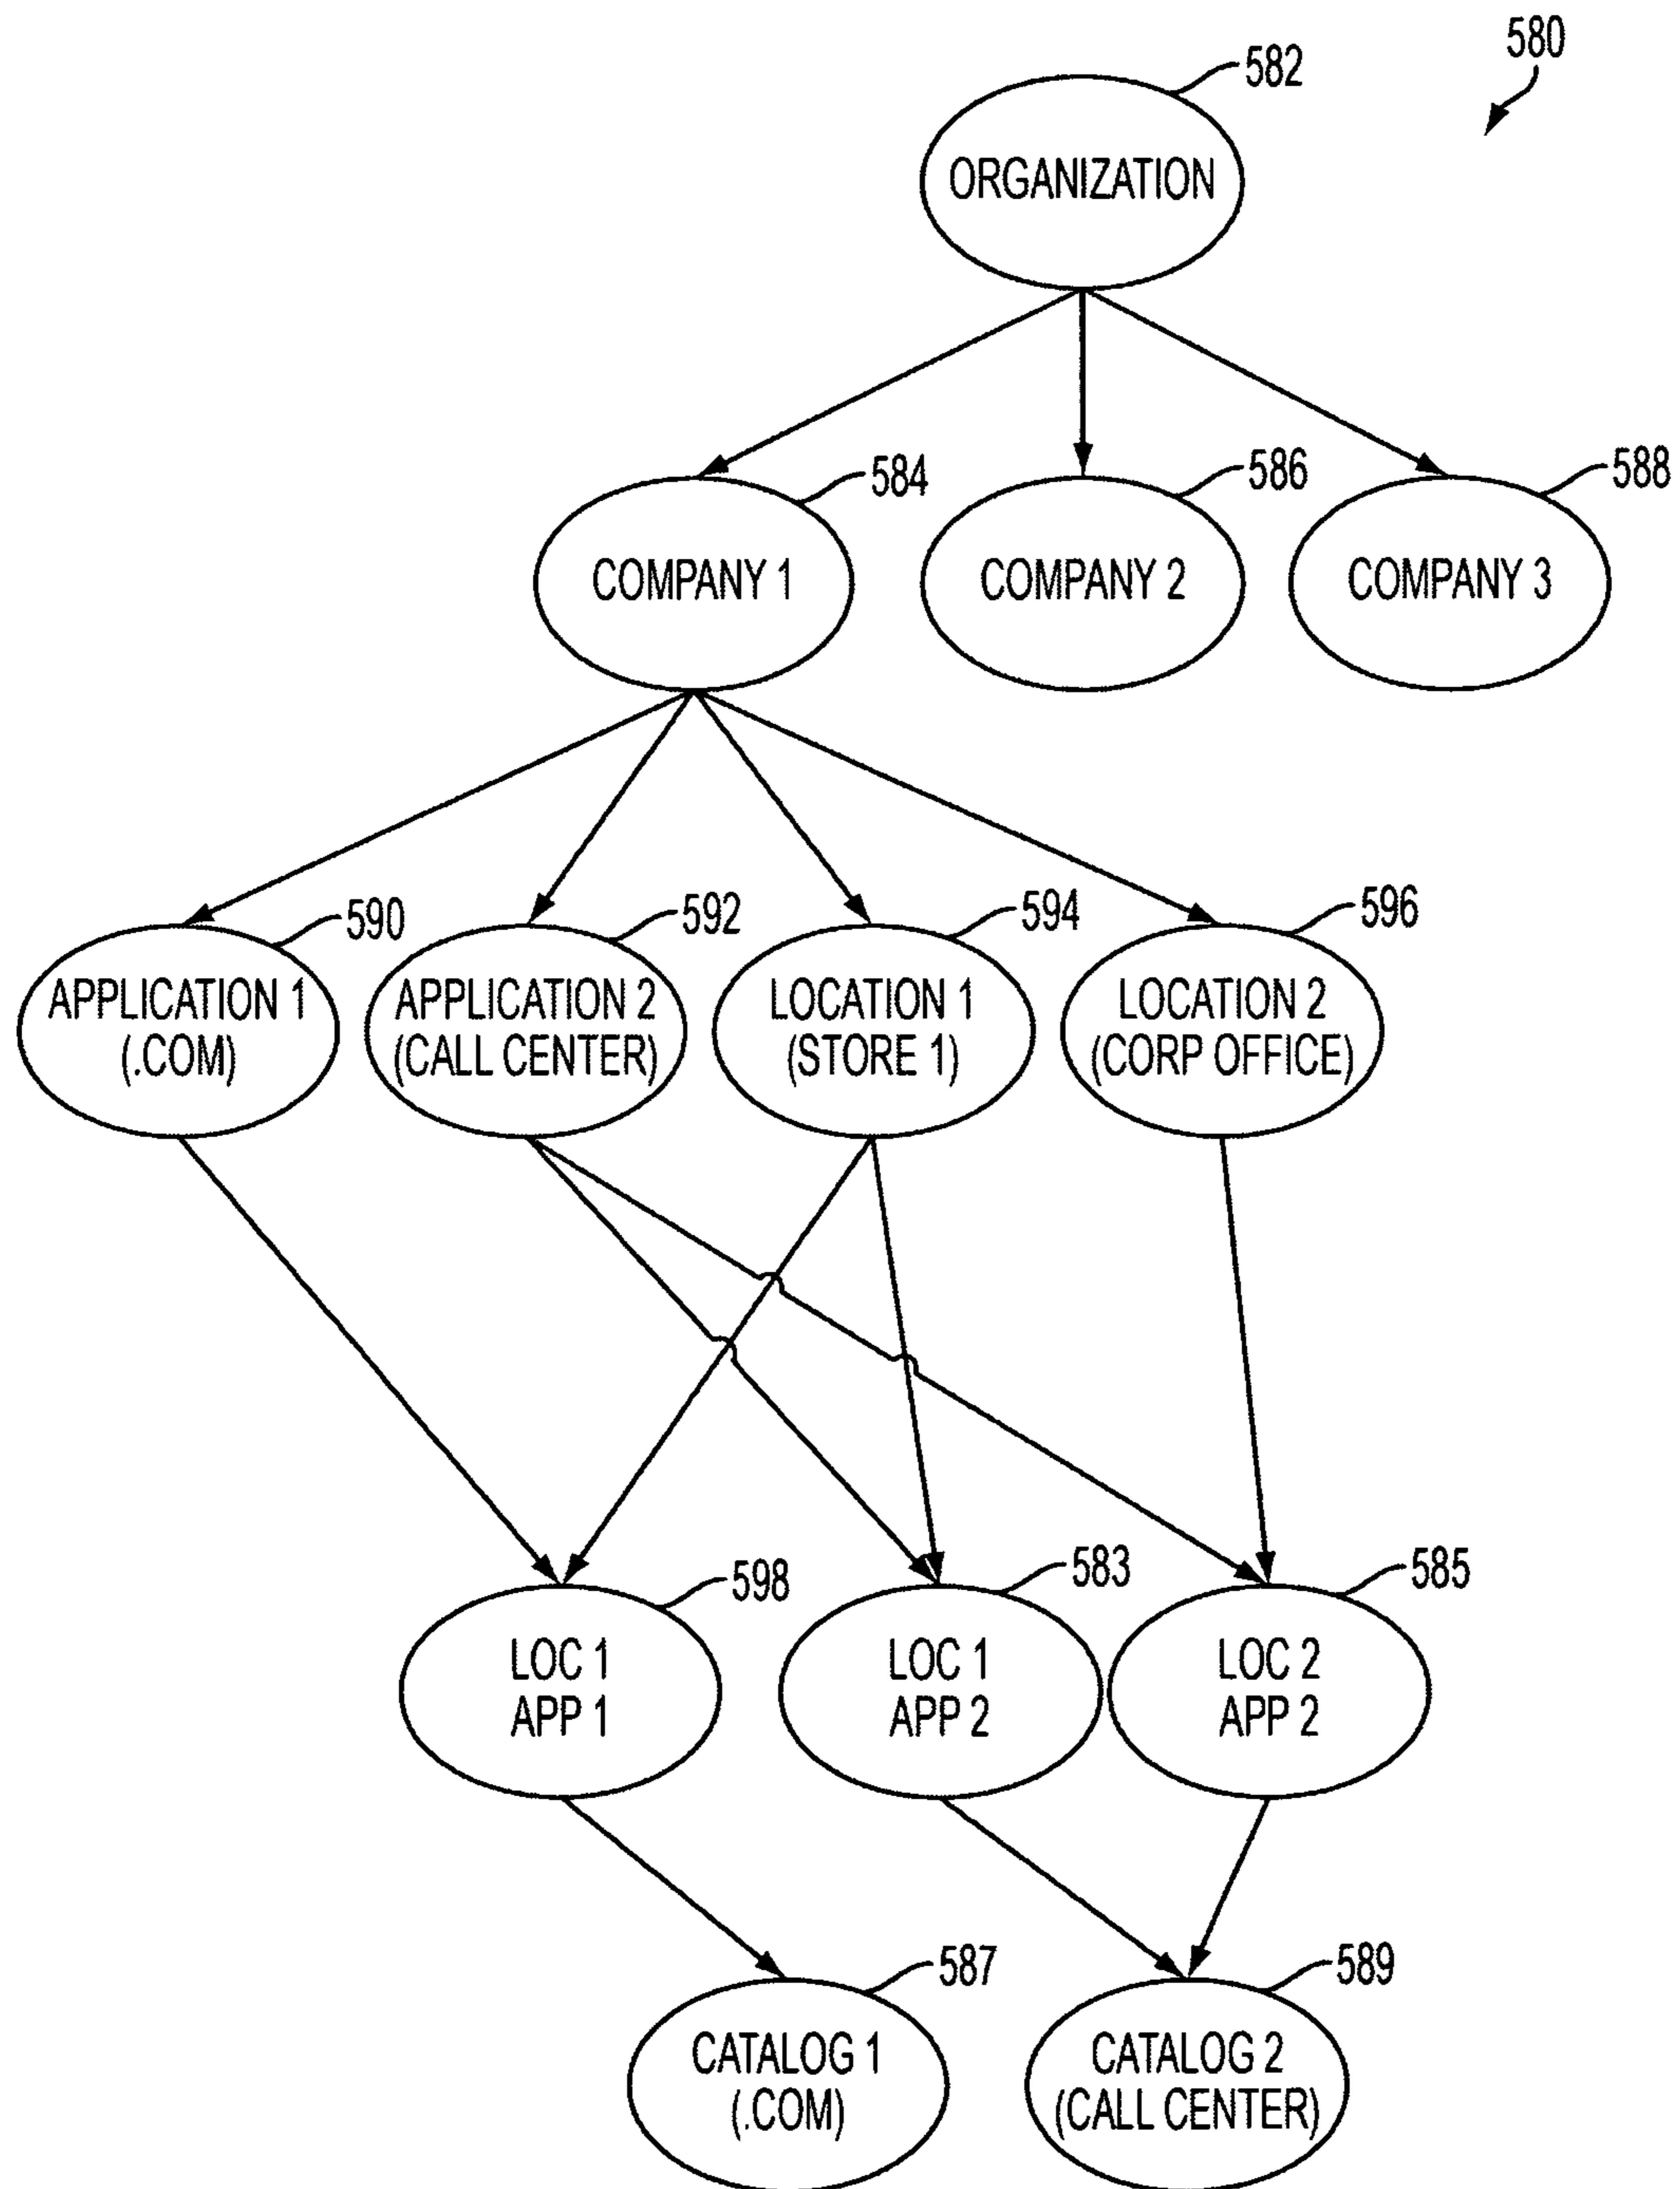 580
582
ORGANIZATION
584
586
588
COMPANY 1
COMPANY 2
COMPANY 3
590
592
594
596
APPLICATION 1
(.COM)
APPLICATION 2
(CALL CENTER)
LOCATION 1
(STORE 1)
LOCATION 2
(CORP OFFICE)
598
583
585
LOC 1
APP 1
LOC 1
APP 2
LOC 2
APP 2
587
589
CATALOG 1
(.COM)
CATALOG 2
(CALL CENTER)